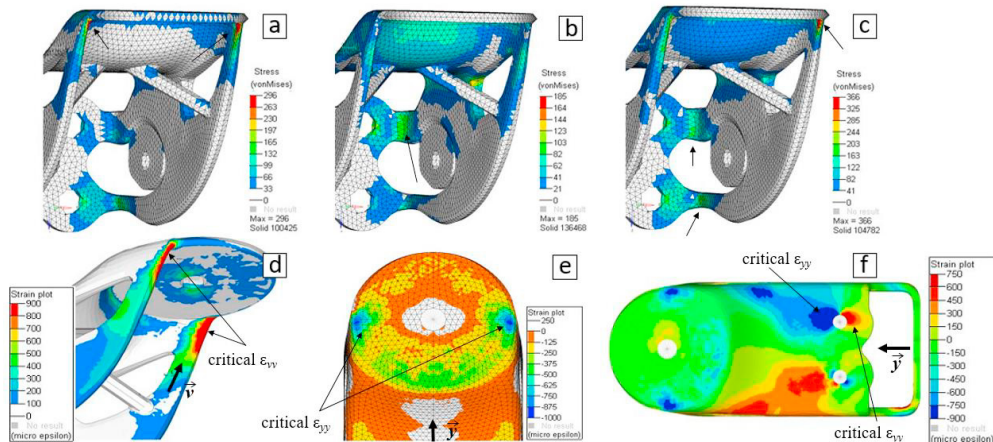 a
Stress
(vonMises)
296
263
230
197
165
132
99
66
33
0
No result
Max = 296
Solid 100425
b
Stress
(vonMises)
185
164
144
123
103
82
62
41
21
0
No result
Max = 185
Solid 136468
c
Stress
(vonMises)
366
325
285
244
203
163
122
81
41
0
No result
Max = 366
Solid 104782
d
Strain plot
900
800
700
600
500
400
300
200
100
0
No result
(micro epsilon)
critical εvv
v
e
Strain plot
250
0
-125
-250
-375
-500
-625
-750
-875
-1000
No result
(micro epsilon)
critical εyy
y
f
critical εyy
Strain plot
750
600
450
300
150
0
-150
-300
-450
-600
-750
-900
No result
(micro epsilon)
y
critical εvv